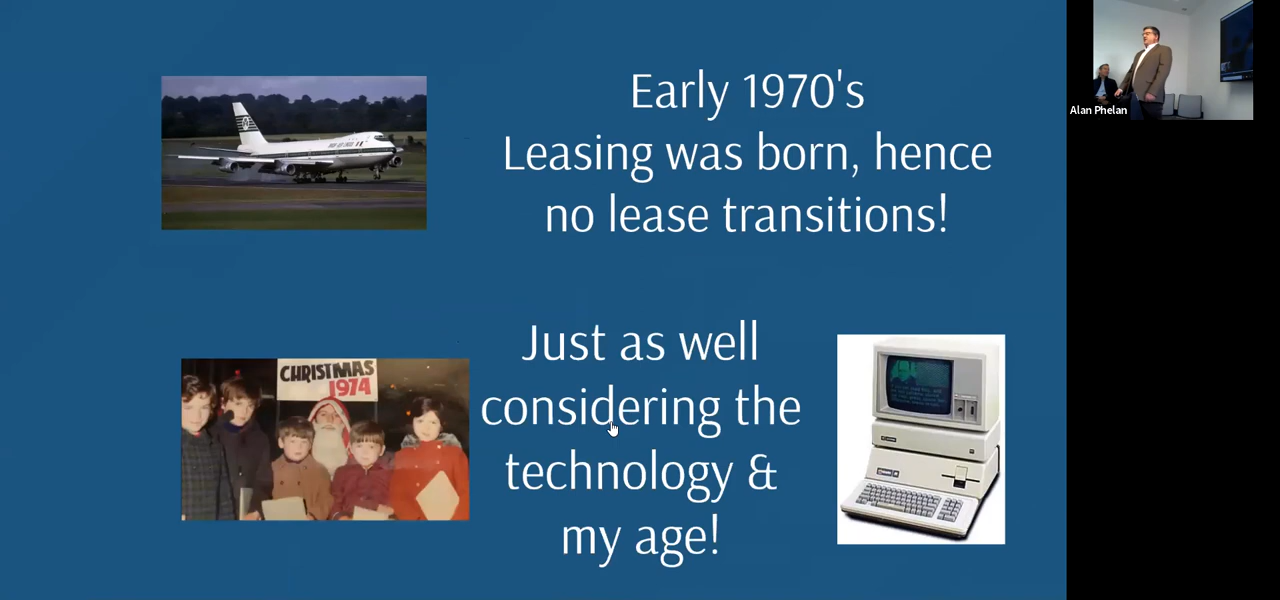 Early 1970's
Leasing was born, hence
no lease transitions!
Alan Phelan
CHRISTMAS
1974
Just as well
considering the
technology &
my age!